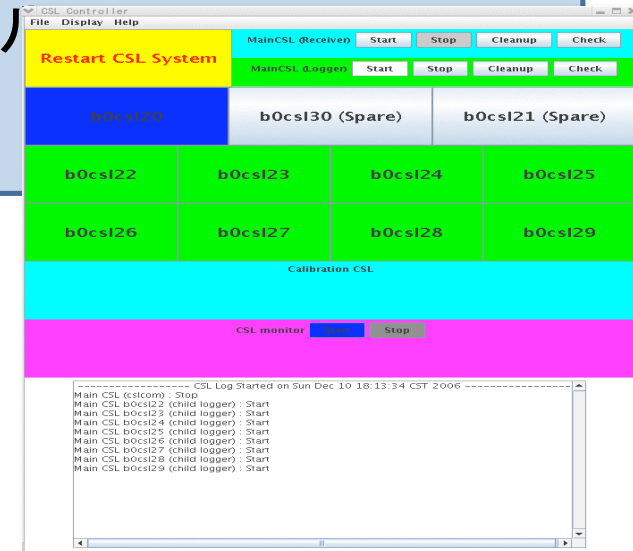 CSL Controller
File Display Help
Restart CSL System
MainCSL (Receiver) Start Stop Cleanup Check
MainCSL (Logger) Start Stop Cleanup Check
b0csl20 b0csl30 (Spare) b0csl21 (Spare)
b0csl22 b0csl23 b0csl24 b0csl25
b0csl26 b0csl27 b0csl28 b0csl29
Calibration CSL
CSL monitor Start Stop
------------------ CSL Log Started on Sun Dec 10 18:13:34 CST 2006 -----------------
Main CSL (cslcom) : Stop
Main CSL b0csl22 (child logger) : Start
Main CSL b0csl23 (child logger) : Start
Main CSL b0csl24 (child logger) : Start
Main CSL b0csl25 (child logger) : Start
Main CSL b0csl26 (child logger) : Start
Main CSL b0csl27 (child logger) : Start
Main CSL b0csl28 (child logger) : Start
Main CSL b0csl29 (child logger) : Start